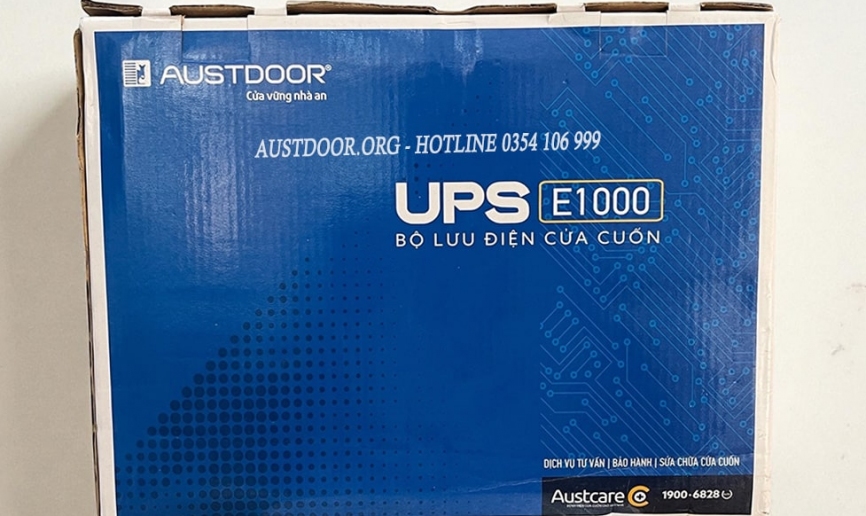 AUSTDOOR®
Cửa vững nhà an
AUSTDOOR.ORG - HOTLINE 0354 106 999
UPS E1000
BỘ LƯU ĐIỆN CỬA CUỐN
DỊCH VỤ TƯ VẤN | BẢO HÀNH | SỬA CHỮA CỬA CUỐN
Austcare 1900-6828